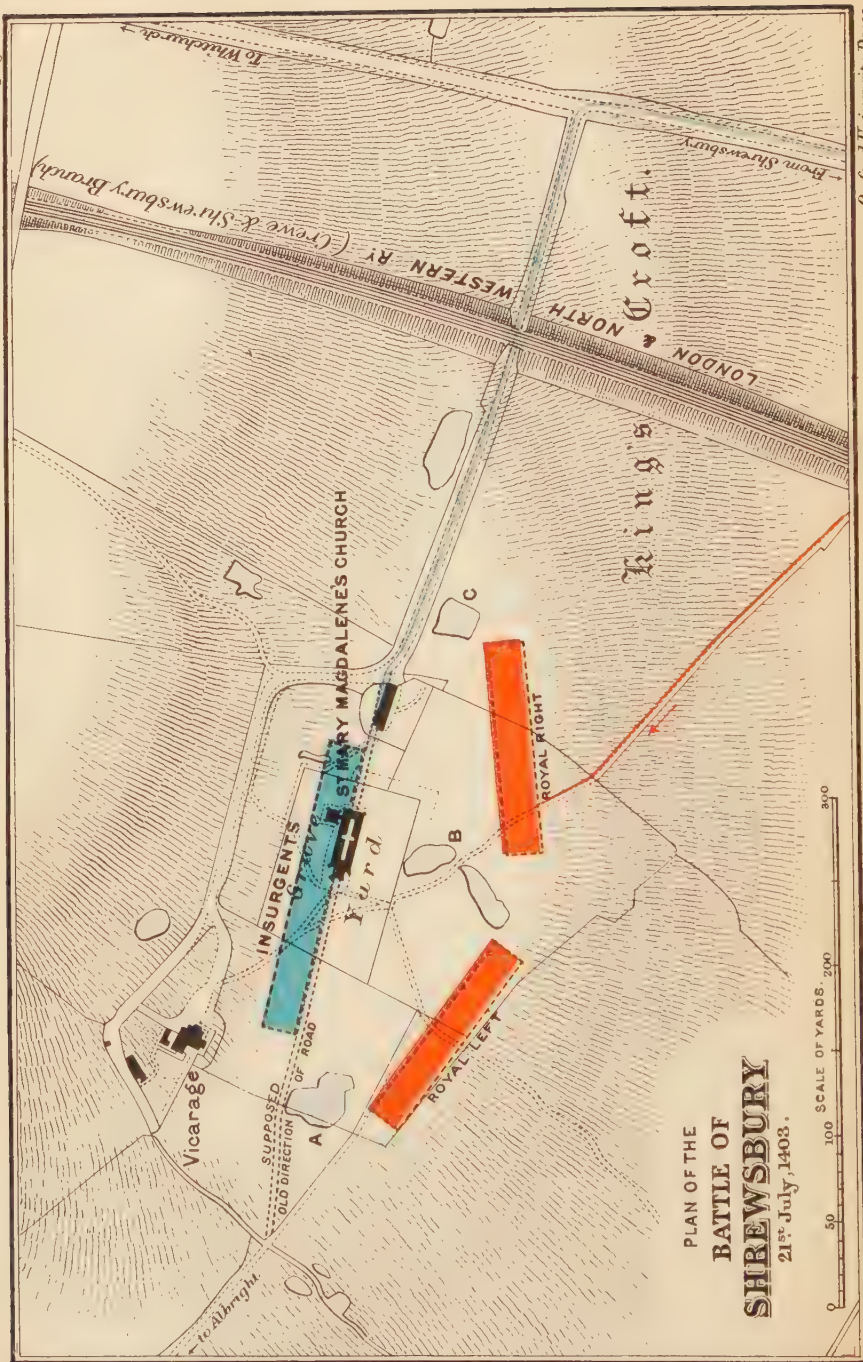 To Whitchurch
From Shrewsbury
LONDON & NORTH WESTERN RY (Crewe & Shrewsbury Branch)
King's Croft.
ST MARY MAGDALENES CHURCH
INSURGENTS
Grove
Yard
Vicarage
SUPPOSED
OLD DIRECTION OF ROAD
to Albright
A
B
C
ROYAL LEFT
ROYAL RIGHT
PLAN OF THE
BATTLE OF
SHREWSBURY
21st July, 1403.
SCALE OF YARDS.
0 50 100 200 300